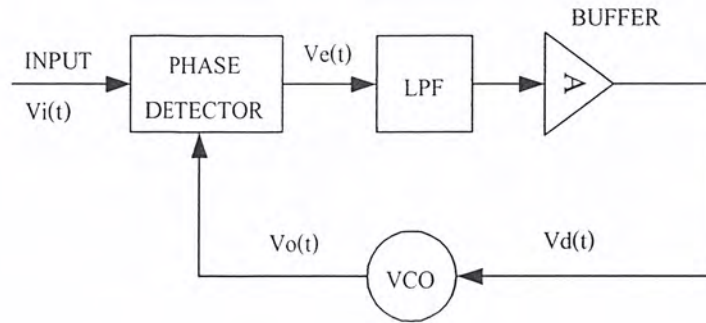 BUFFER
INPUT
Vi(t)
PHASE
DETECTOR
Ve(t)
LPF
A
Vo(t)
VCO
Vd(t)